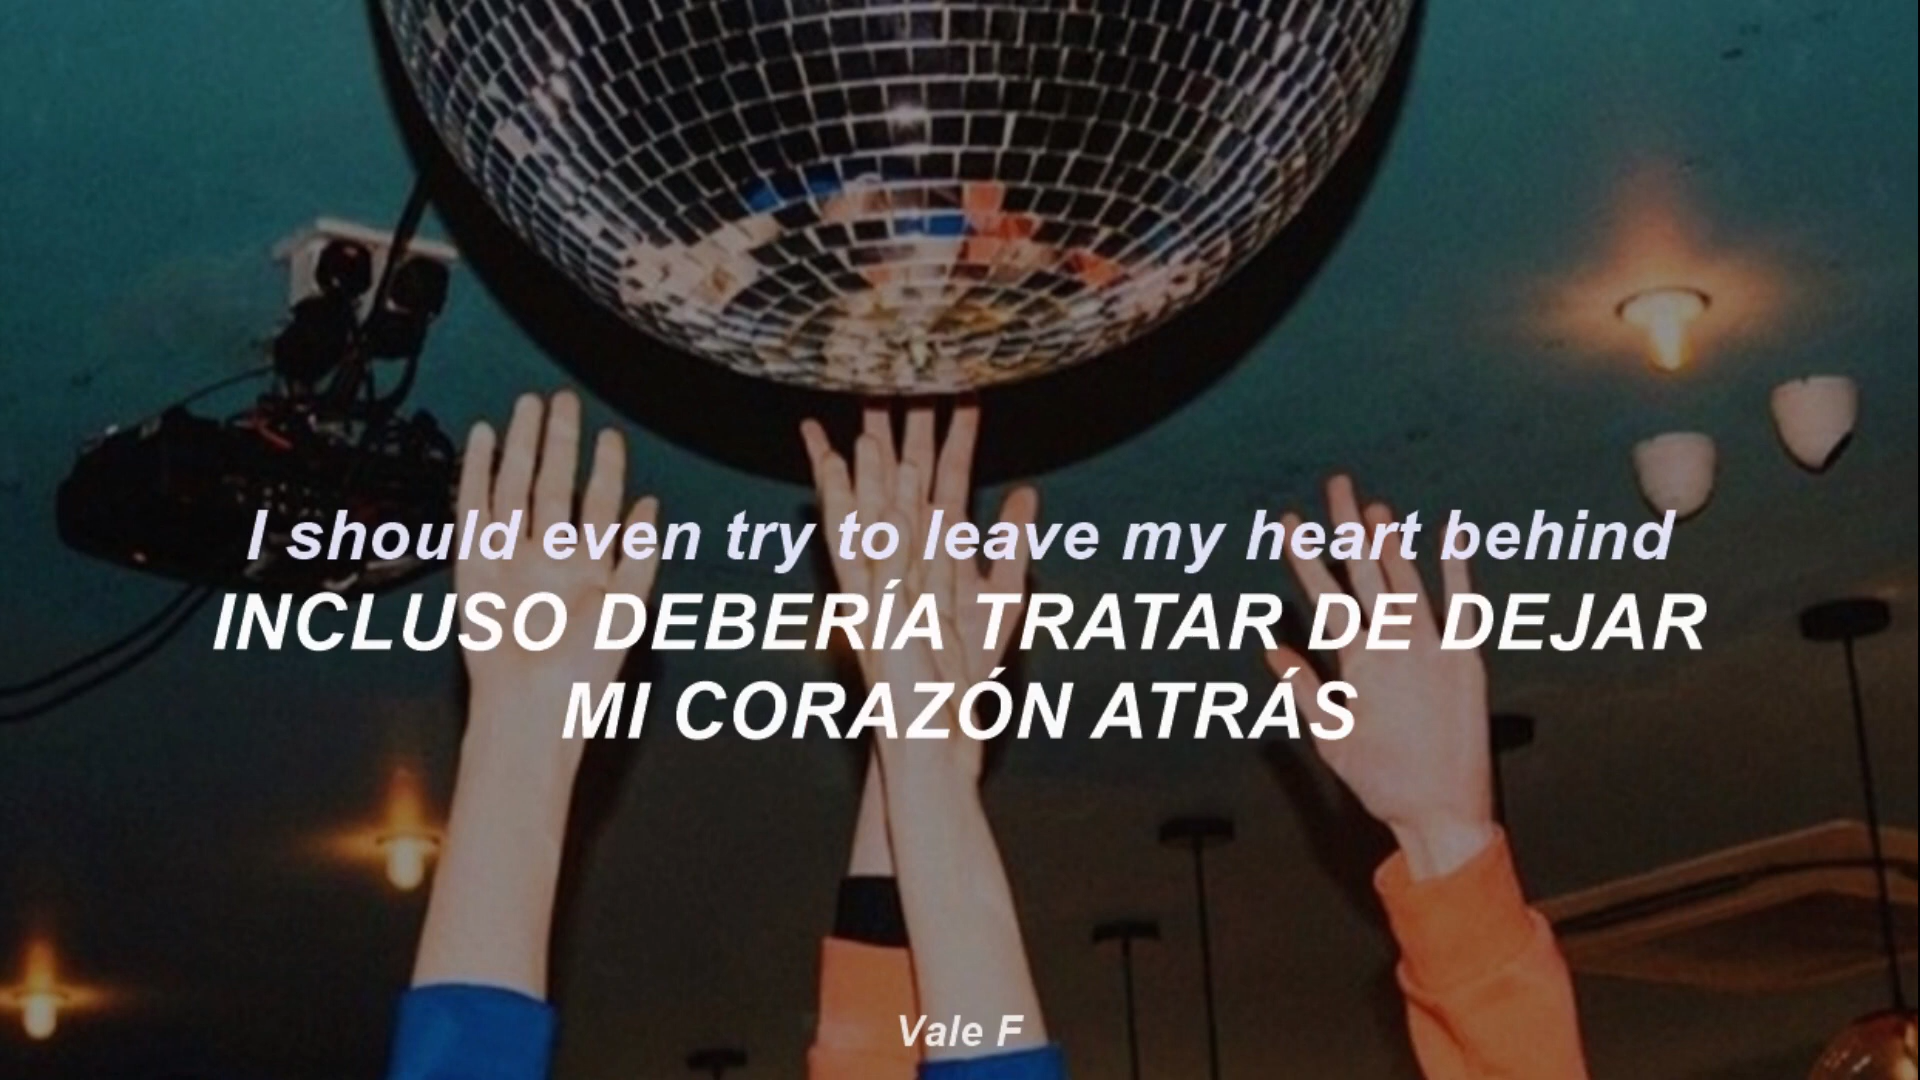 I should even try to leave my heart behind
INCLUSO DEBERÍA TRATAR DE DEJAR
MI CORAZÓN ATRÁS
Vale F